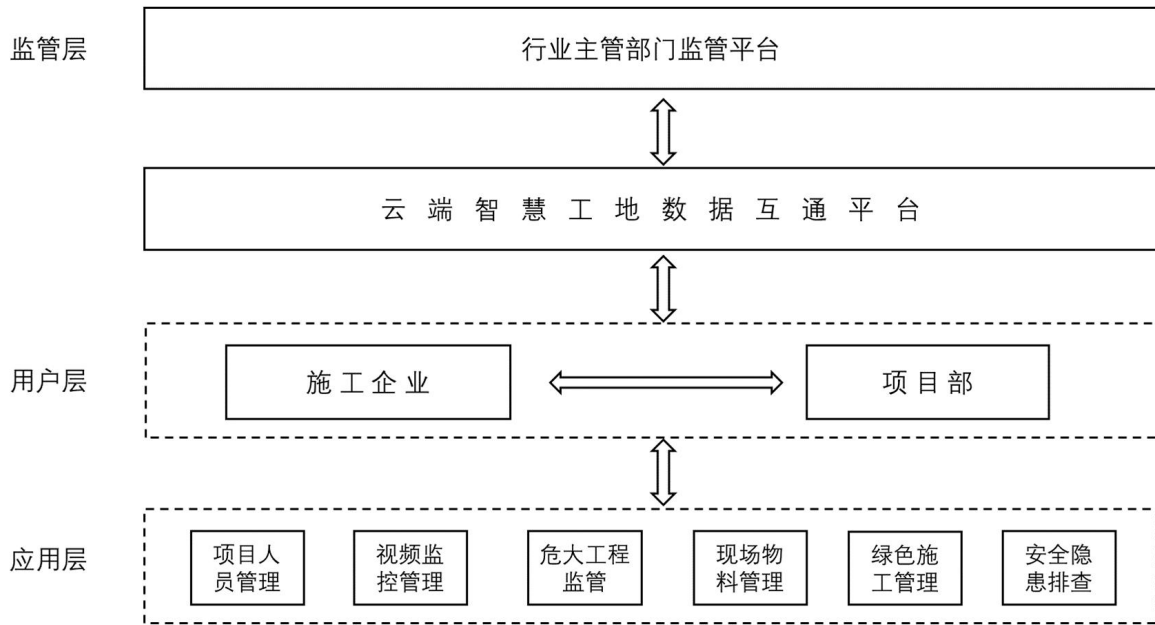 监管层
行业主管部门监管平台
云端智慧工地数据互通平台
用户层
施工企业
项目部
应用层
项目人
员管理
视频监
控管理
危大工程
监管
现场物
料管理
绿色施
工管理
安全隐
患排查